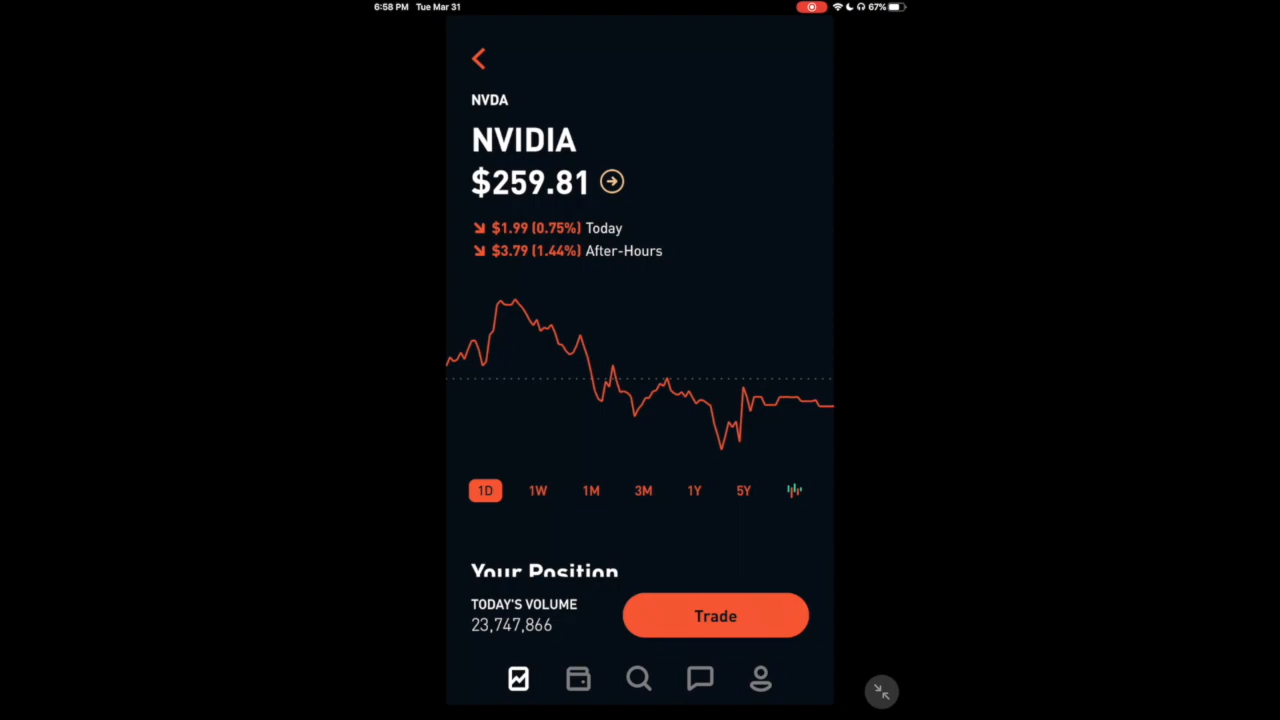 6:58 PM Tue Mar 31
67%
NVDA
NVIDIA
$259.81
$1.99 (0.75%) Today
$3.79 (1.44%) After-Hours
1D 1W 1M 3M 1Y 5Y
Your Position
TODAY'S VOLUME
23,747,866
Trade